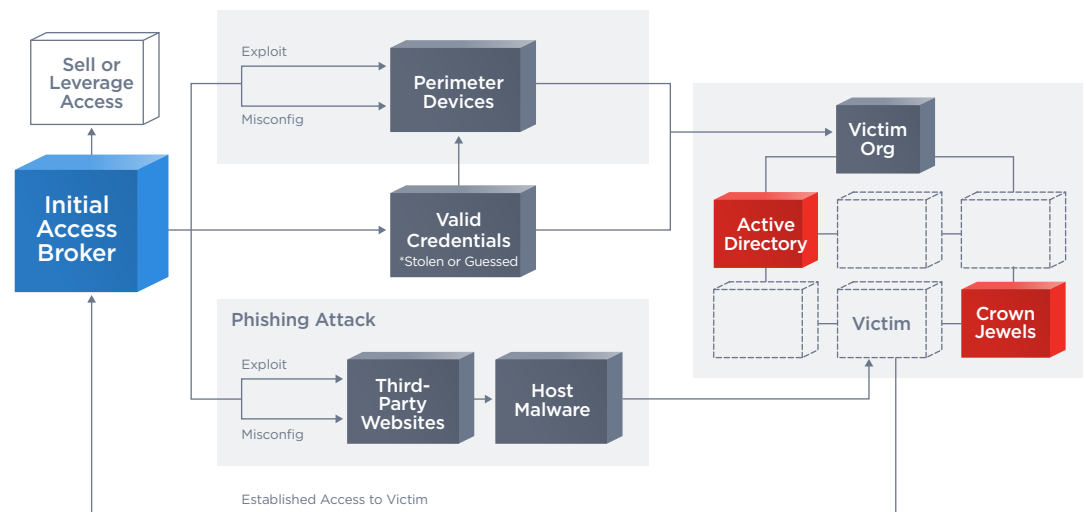 Sell or
Leverage
Access
Initial
Access
Broker
Exploit
Misconfig
Perimeter
Devices
Valid
Credentials
*Stolen or Guessed
Phishing Attack
Exploit
Misconfig
Third-
Party
Websites
Host
Malware
Established Access to Victim
Victim
Org
Active
Directory
Victim
Crown
Jewels